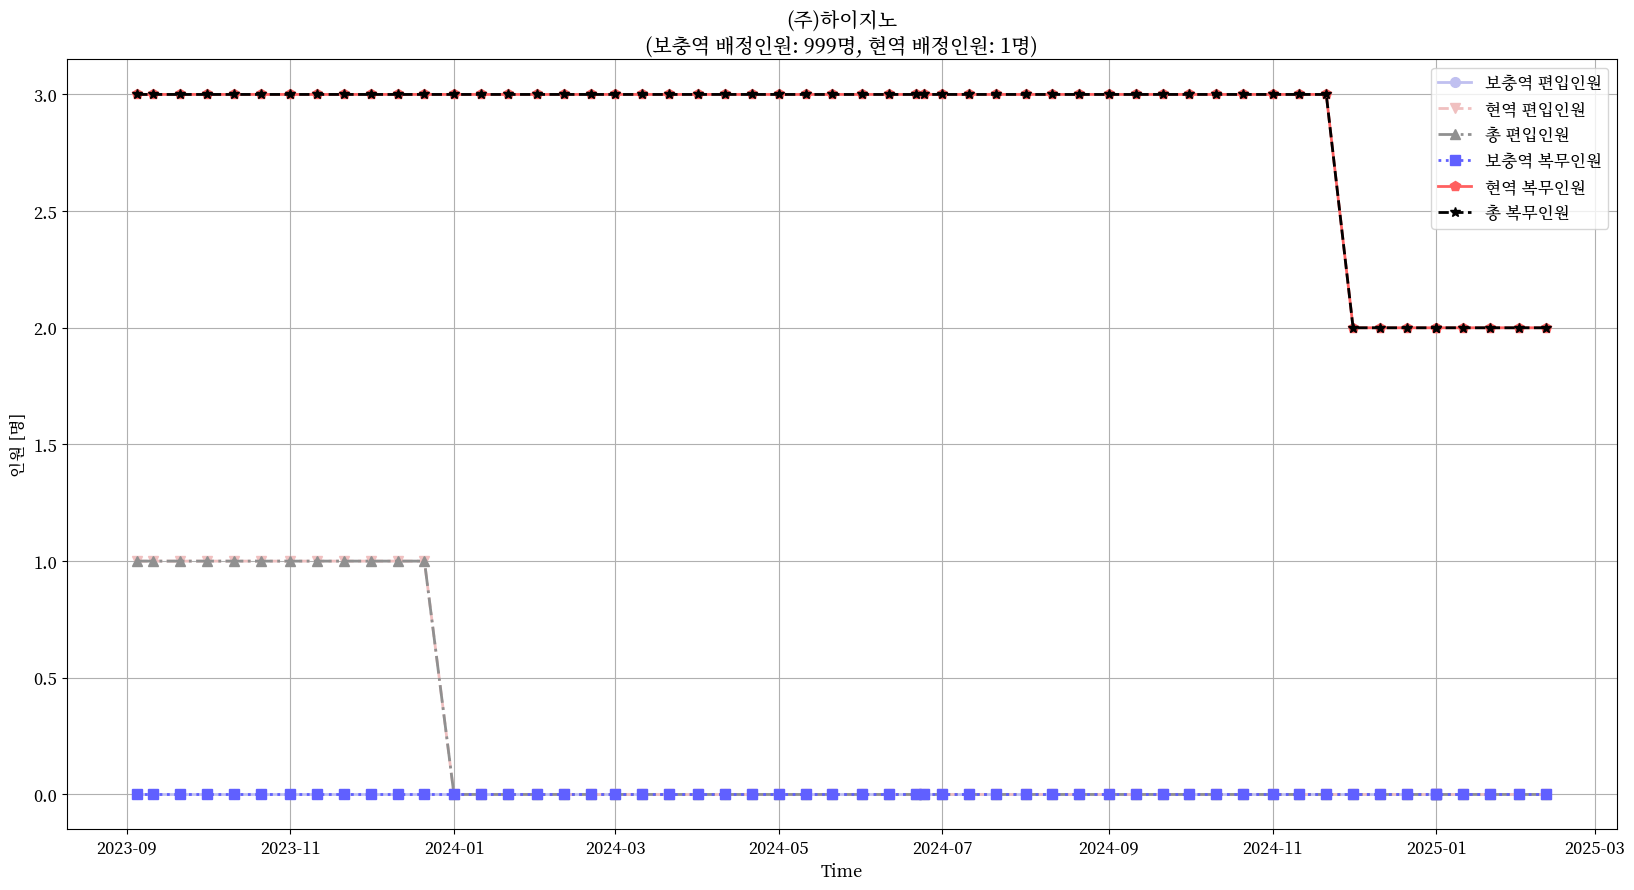 (주)하이지노
(보충역 배정인원: 999명, 현역 배정인원: 1명)
보충역 편입인원
현역 편입인원
총 편입인원
보충역 복무인원
현역 복무인원
총 복무인원
인원 [명]
3.0
2.5
2.0
1.5
1.0
0.5
0.0
2023-09
2023-11
2024-01
2024-03
2024-05
2024-07
2024-09
2024-11
2025-01
2025-03
Time